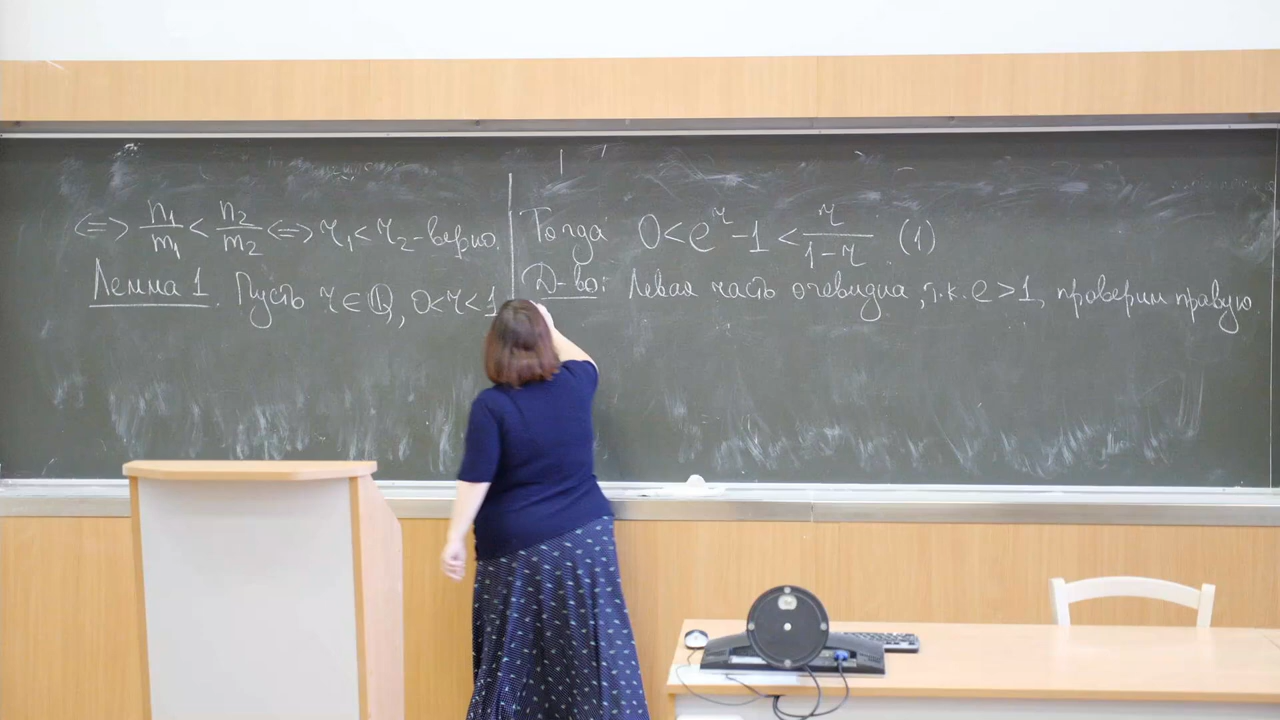 <=> n₁/m₁ < n₂/m₂ <=> r₁ < r₂ - верно.
Лемма 1. Пусть r ∈ ℚ, 0 < r < 1
Тогда 0 < e^r - 1 < r/(1 - r). (1)
Д-во: Левая часть очевидна, т.к. e > 1, проверим правую